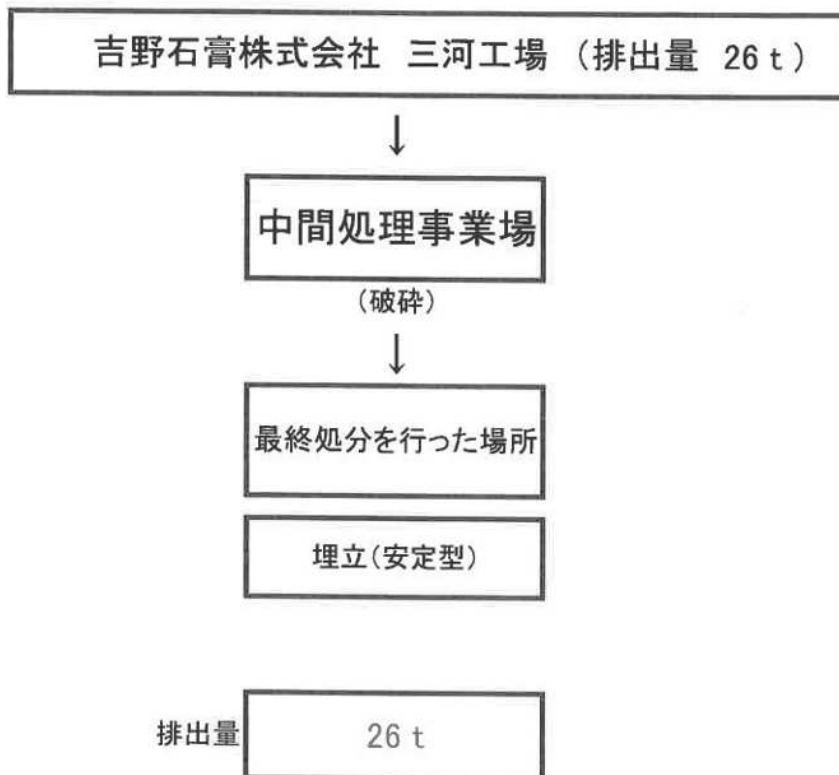 吉野石膏株式会社 三河工場 （排出量 26ｔ）
↓
中間処理事業場
（破砕）
↓
最終処分を行った場所
埋立（安定型）
排出量 26ｔ